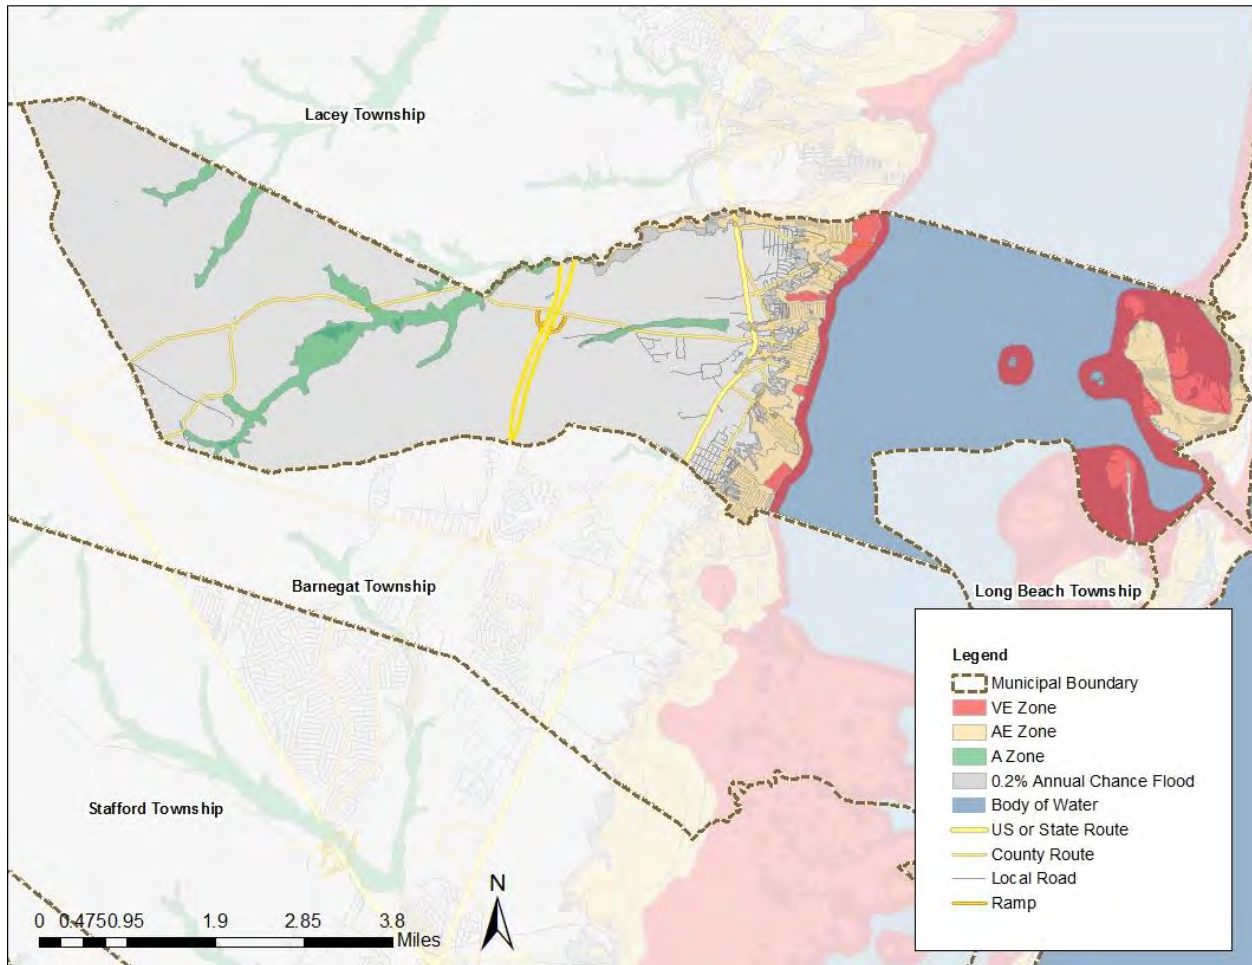 Lacey Township
Barnegat Township
Long Beach Township
Stafford Township
Legend
Municipal Boundary
VE Zone
AE Zone
A Zone
0.2% Annual Chance Flood
Body of Water
US or State Route
County Route
Local Road
Ramp
N
0 0.4750.95 1.9 2.85 3.8
Miles